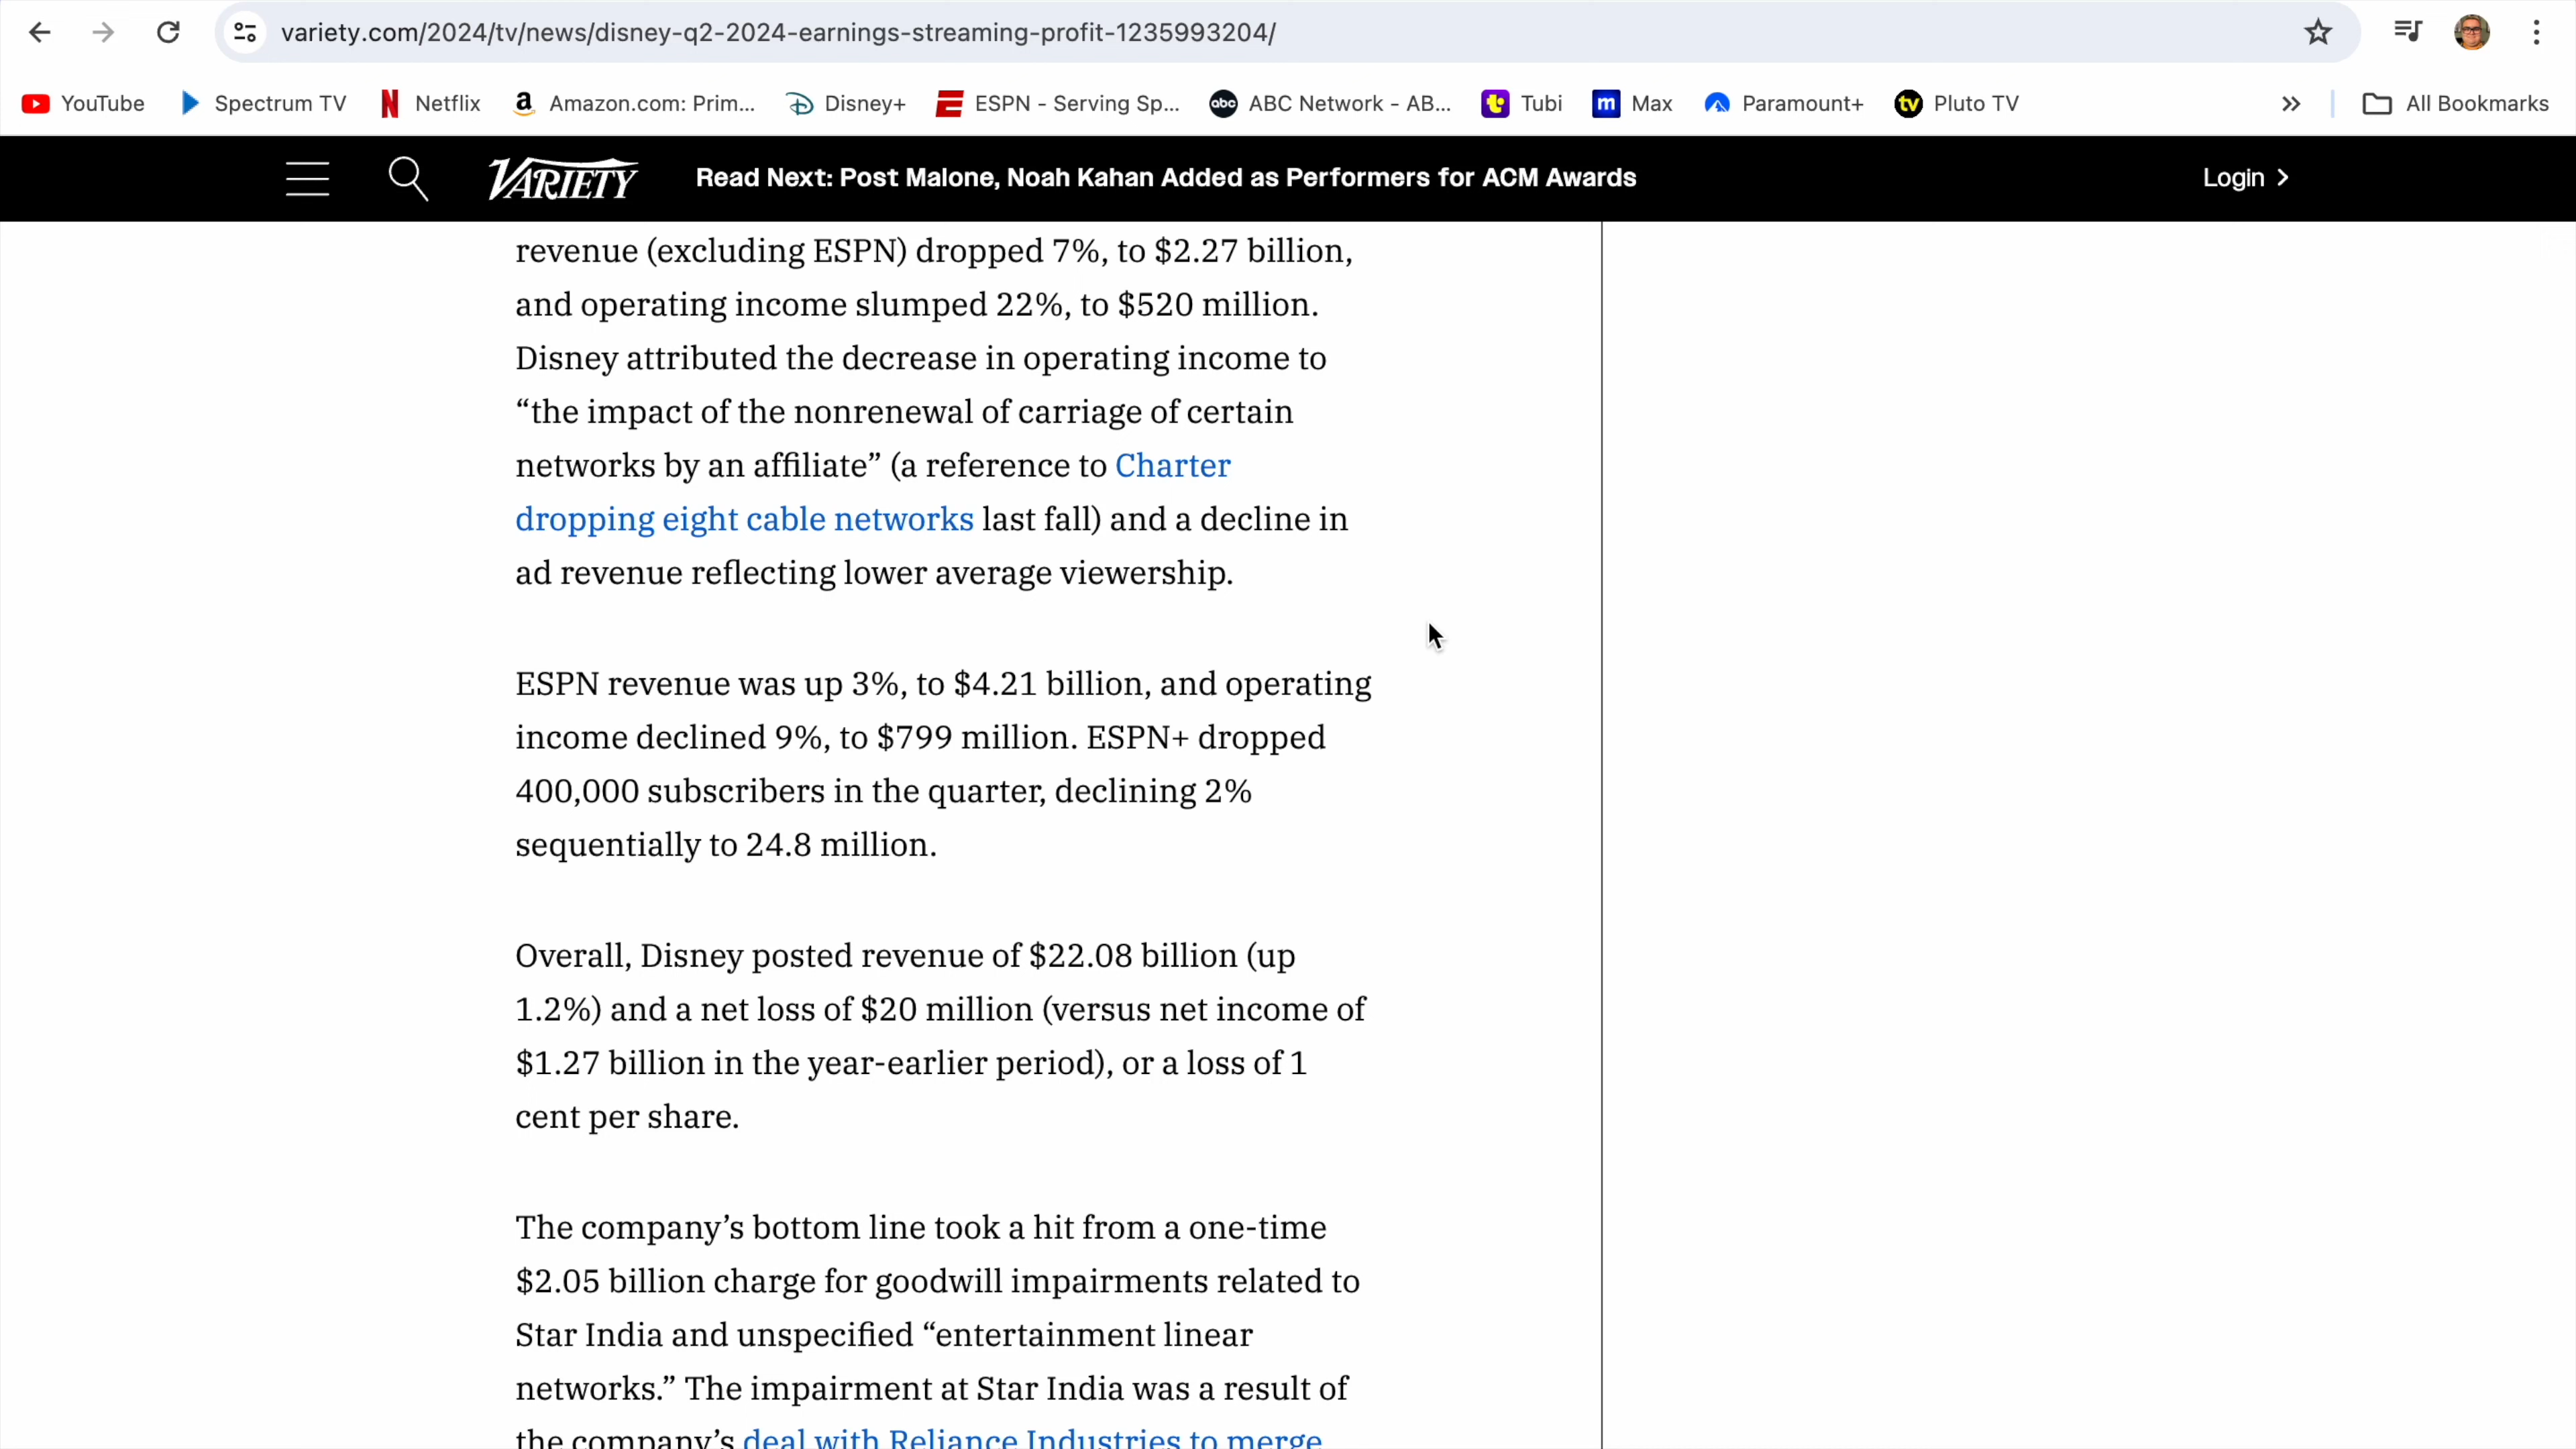 variety.com/2024/tv/news/disney-q2-2024-earnings-streaming-profit-1235993204/
YouTube Spectrum TV Netflix Amazon.com: Prim... Disney+ ESPN - Serving Sp... ABC Network - AB... Tubi Max Paramount+ Pluto TV All Bookmarks
VARIETY Read Next: Post Malone, Noah Kahan Added as Performers for ACM Awards Login
revenue (excluding ESPN) dropped 7%, to $2.27 billion,
and operating income slumped 22%, to $520 million.
Disney attributed the decrease in operating income to
“the impact of the nonrenewal of carriage of certain
networks by an affiliate” (a reference to Charter
dropping eight cable networks last fall) and a decline in
ad revenue reflecting lower average viewership.
ESPN revenue was up 3%, to $4.21 billion, and operating
income declined 9%, to $799 million. ESPN+ dropped
400,000 subscribers in the quarter, declining 2%
sequentially to 24.8 million.
Overall, Disney posted revenue of $22.08 billion (up
1.2%) and a net loss of $20 million (versus net income of
$1.27 billion in the year-earlier period), or a loss of 1
cent per share.
The company’s bottom line took a hit from a one-time
$2.05 billion charge for goodwill impairments related to
Star India and unspecified “entertainment linear
networks.” The impairment at Star India was a result of
the company’s deal with Reliance Industries to merge